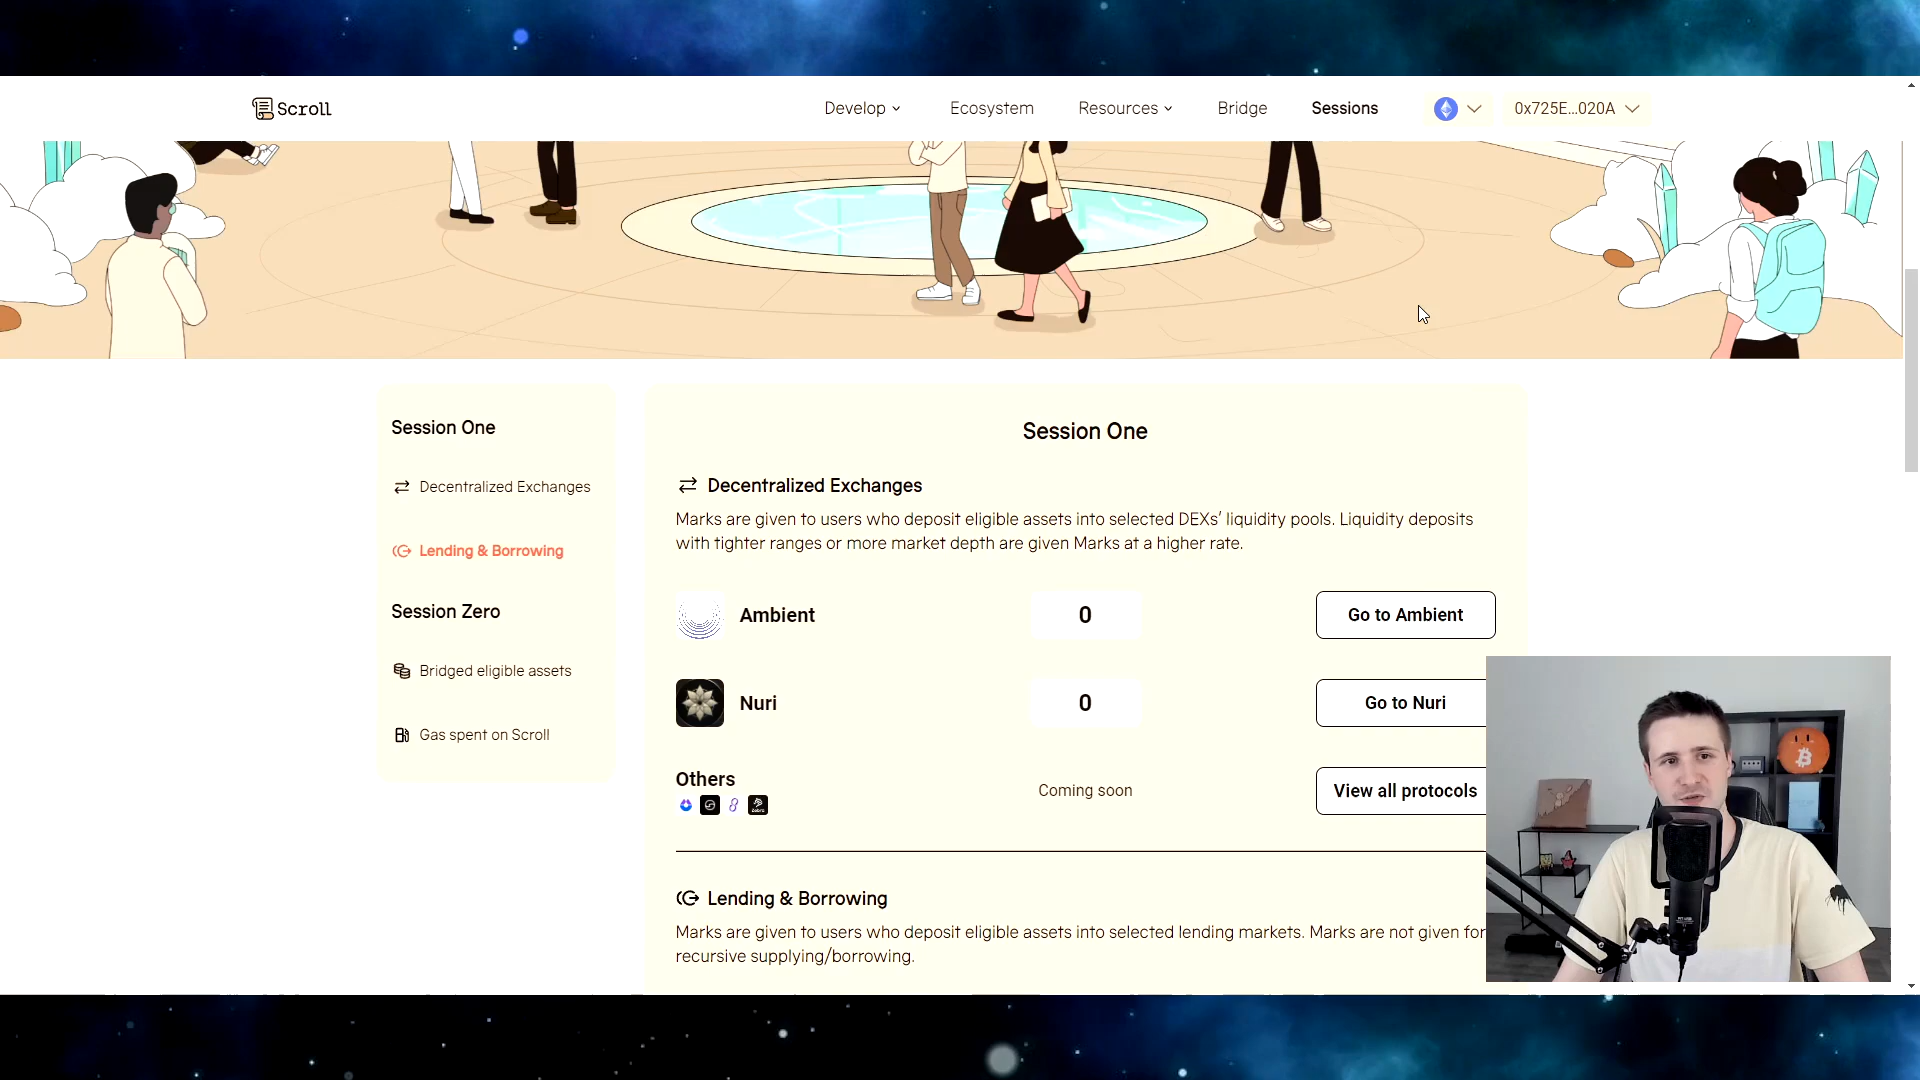 Scroll
Develop
Ecosystem
Resources
Bridge
Sessions
0x725E...020A
Session One
Decentralized Exchanges
Lending & Borrowing
Session Zero
Bridged eligible assets
Gas spent on Scroll
Session One
Decentralized Exchanges
Marks are given to users who deposit eligible assets into selected DEXs' liquidity pools. Liquidity deposits
with tighter ranges or more market depth are given Marks at a higher rate.
Ambient
0
Go to Ambient
Nuri
0
Go to Nuri
Others
Coming soon
View all protocols
Lending & Borrowing
Marks are given to users who deposit eligible assets into selected lending markets. Marks are not given for
recursive supplying/borrowing.